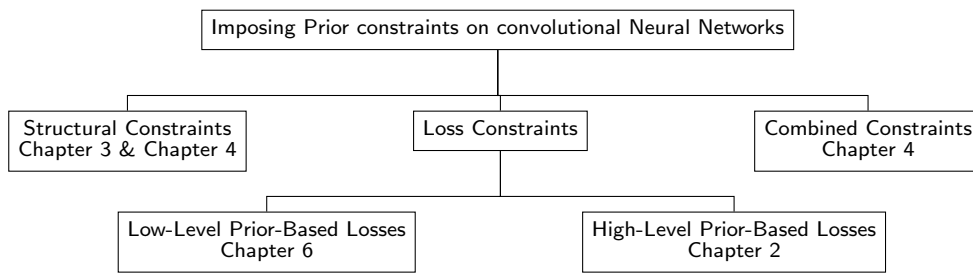 Imposing Prior constraints on convolutional Neural Networks
Structural Constraints
Chapter 3 & Chapter 4
Loss Constraints
Combined Constraints
Chapter 4
Low-Level Prior-Based Losses
Chapter 6
High-Level Prior-Based Losses
Chapter 2